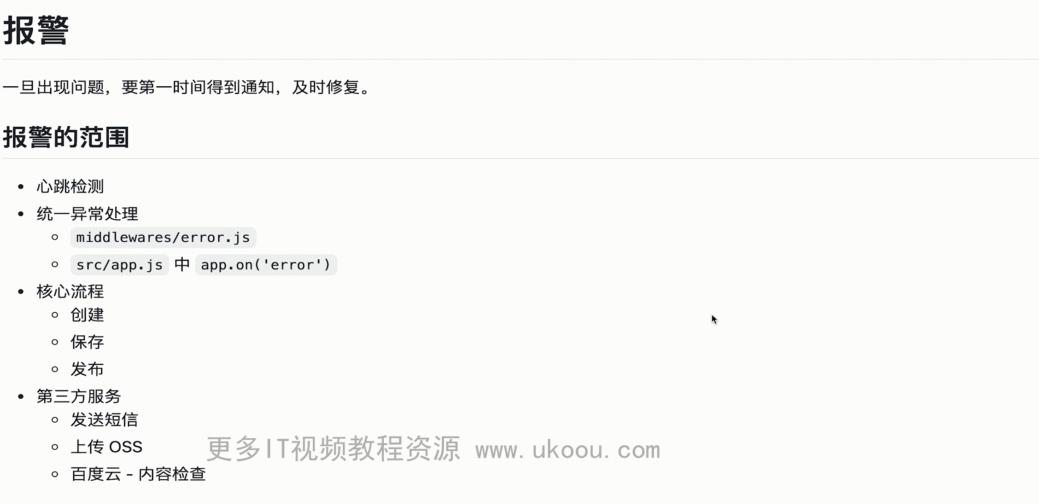 报警
一旦出现问题，要第一时间得到通知，及时修复。
报警的范围
心跳检测
统一异常处理
middlewares/error.js
src/app.js 中 app.on('error')
核心流程
创建
保存
发布
第三方服务
发送短信
上传 OSS
更多IT视频教程资源 www.ukoou.com
百度云 - 内容检查